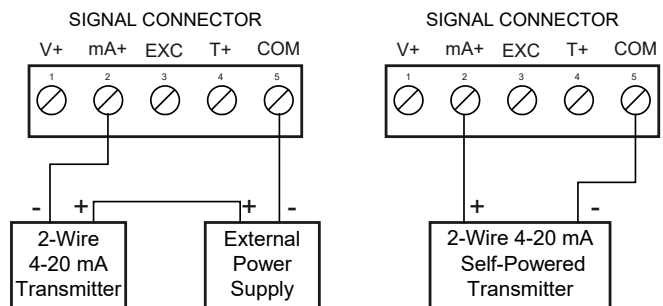 SIGNAL CONNECTOR
V+ mA+ EXC T+ COM
1 2 3 4 5
- + + -
2-Wire
4-20 mA
Transmitter
External
Power
Supply
SIGNAL CONNECTOR
V+ mA+ EXC T+ COM
1 2 3 4 5
+ -
2-Wire 4-20 mA
Self-Powered
Transmitter